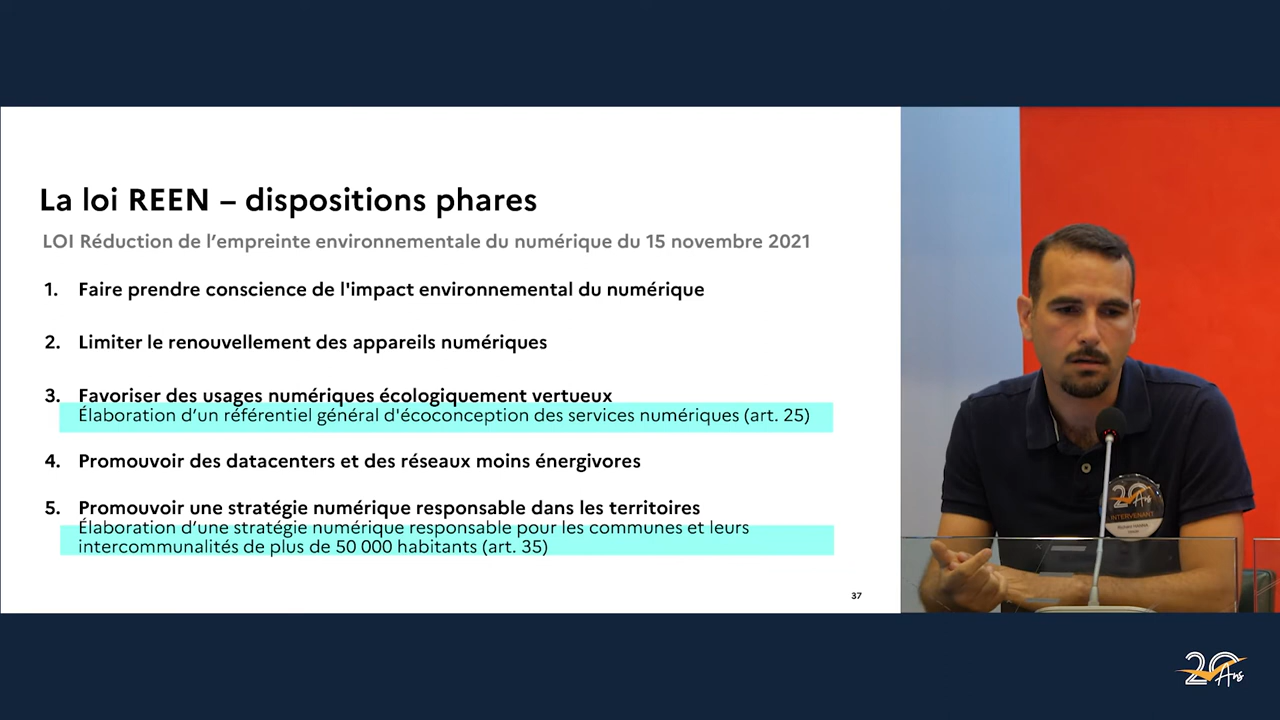 La loi REEN – dispositions phares
LOI Réduction de l’empreinte environnementale du numérique du 15 novembre 2021
1. Faire prendre conscience de l'impact environnemental du numérique
2. Limiter le renouvellement des appareils numériques
3. Favoriser des usages numériques écologiquement vertueux
Élaboration d’un référentiel général d'écoconception des services numériques (art. 25)
4. Promouvoir des datacenters et des réseaux moins énergivores
5. Promouvoir une stratégie numérique responsable dans les territoires
Élaboration d’une stratégie numérique responsable pour les communes et leurs
intercommunalités de plus de 50 000 habitants (art. 35)
37
20 Ans
INTERVENANT
20 Ans